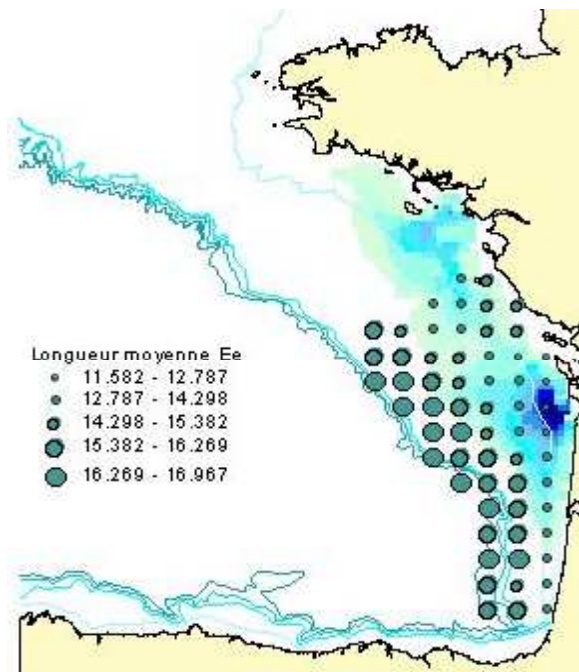 Longueur moyenne Ee
11.582 - 12.787
12.787 - 14.298
14.298 - 15.382
15.382 - 16.269
16.269 - 16.967